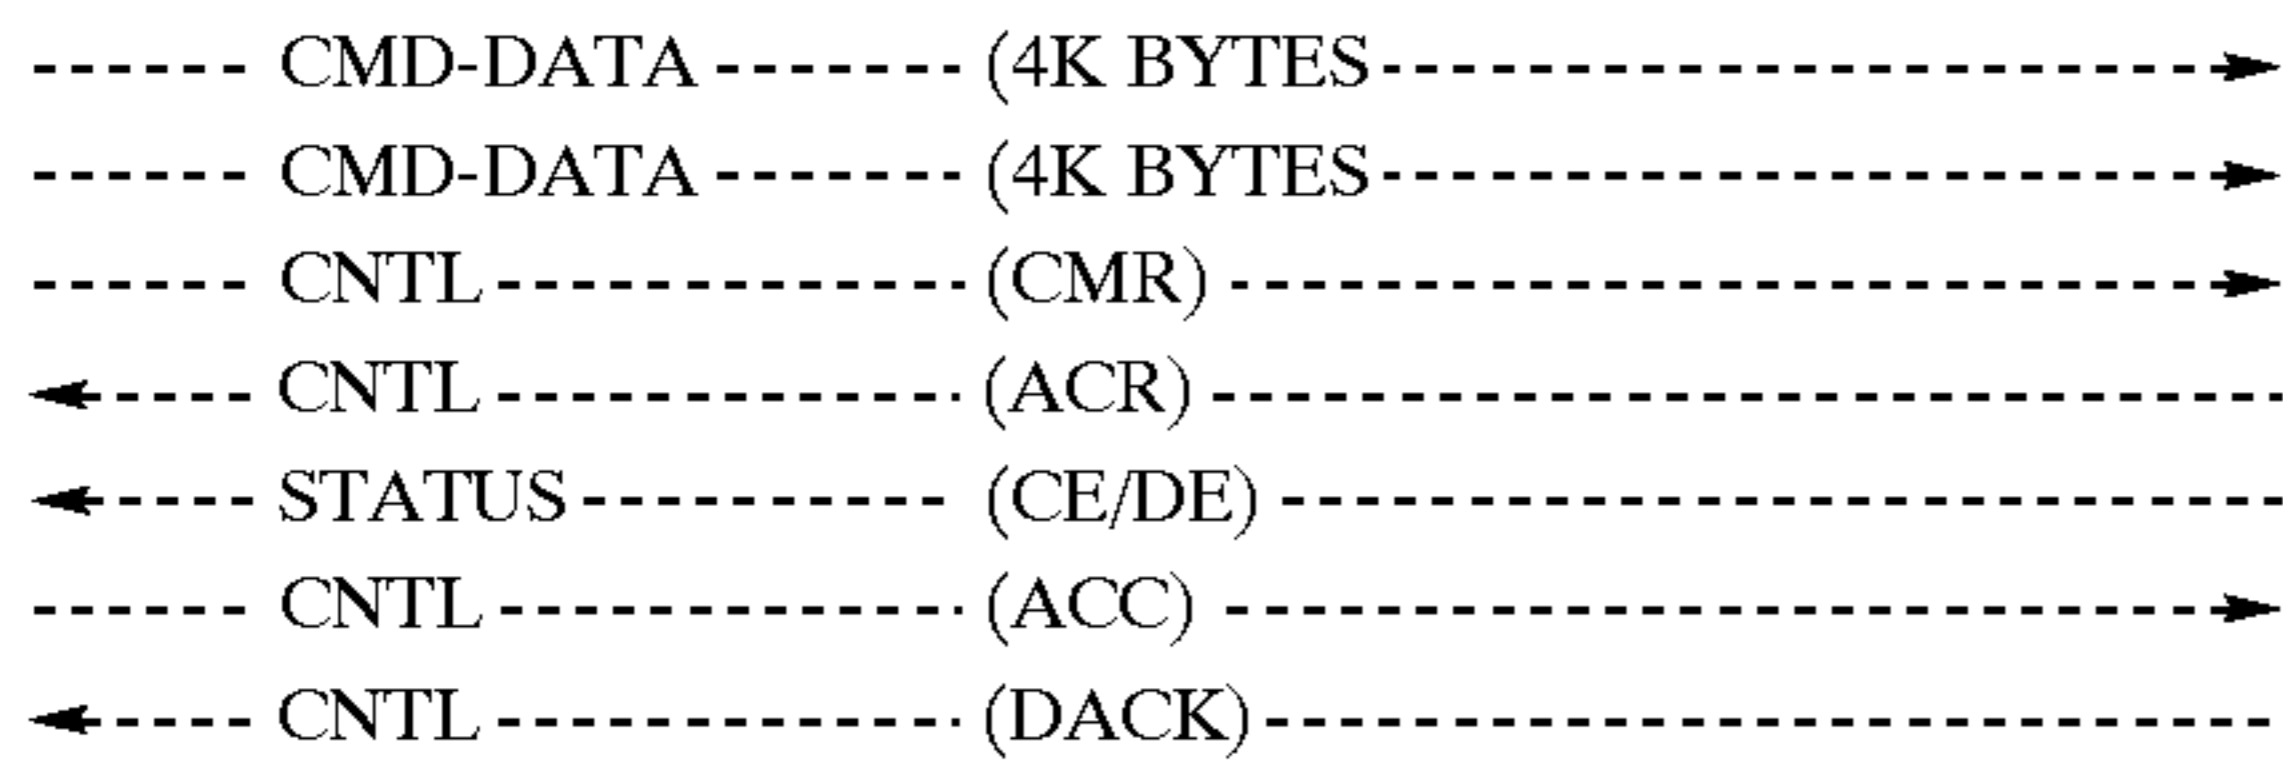 CMD-DATA (4K BYTES
CMD-DATA (4K BYTES
CNTL (CMR)
CNTL (ACR)
STATUS (CE/DE)
CNTL (ACC)
CNTL (DACK)